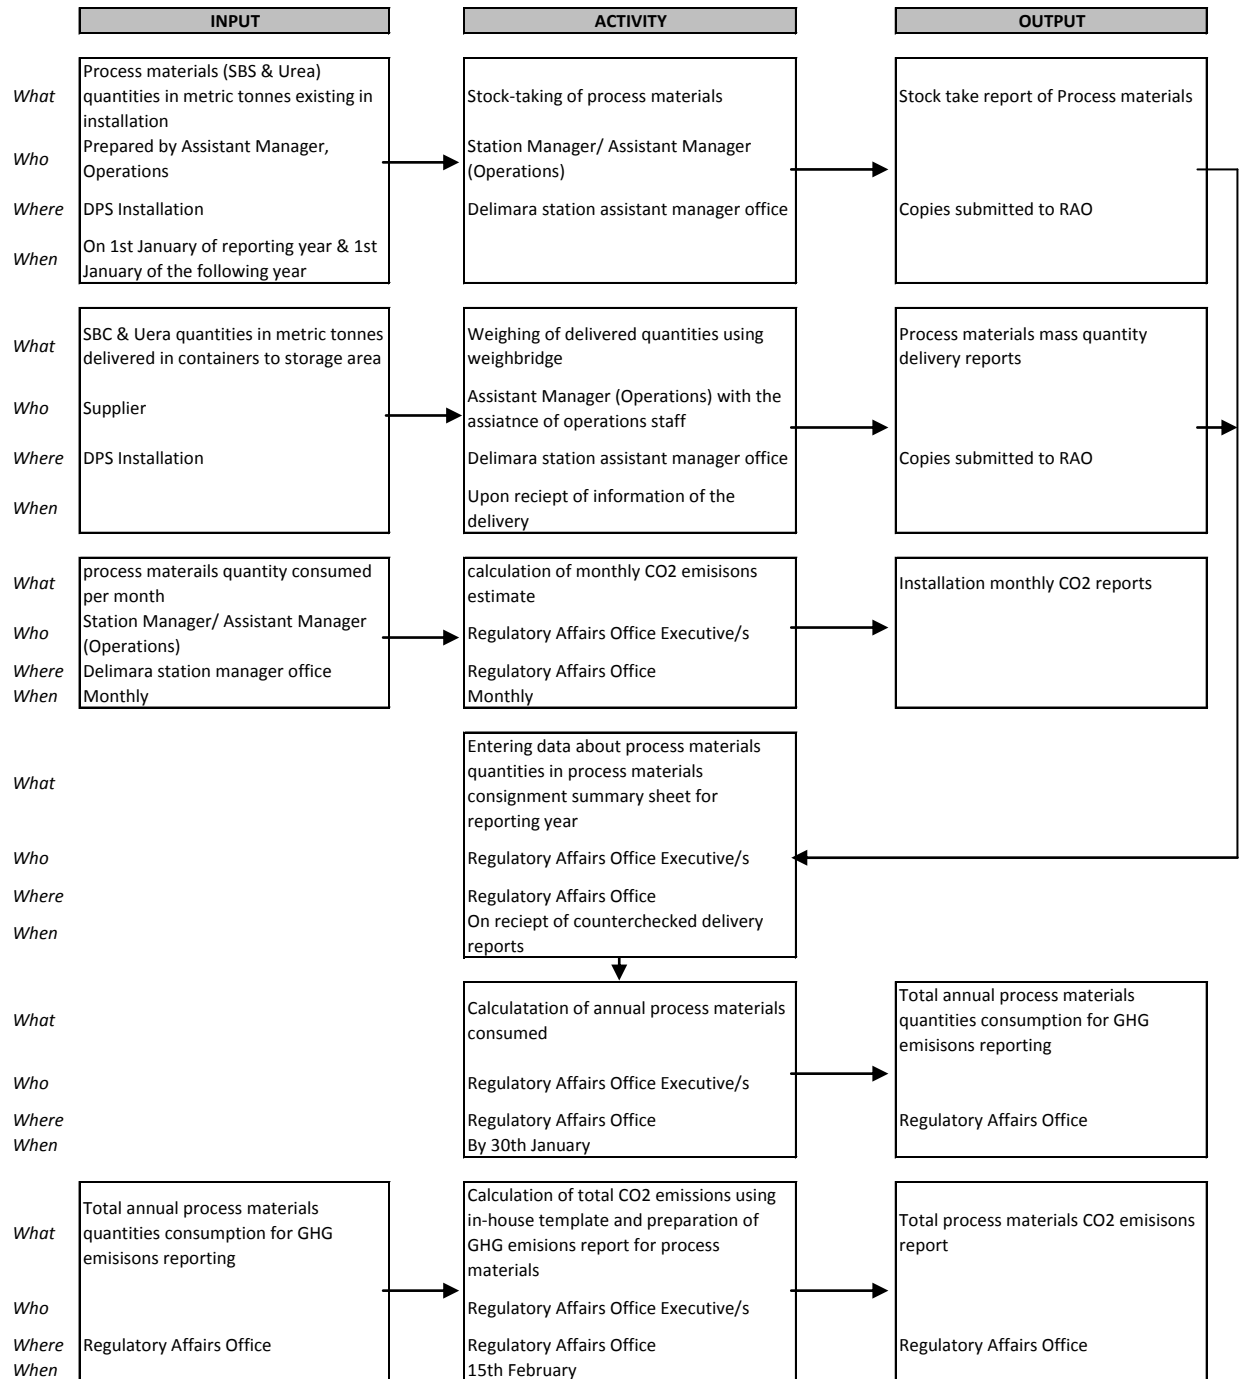 INPUT
ACTIVITY
OUTPUT
What
Process materials (SBS & Urea)
quantities in metric tonnes existing in
installation
Stock-taking of process materials
Stock take report of Process materials
Who
Prepared by Assistant Manager,
Operations
Station Manager/ Assistant Manager
(Operations)
Where
DPS Installation
Delimara station assistant manager office
Copies submitted to RAO
When
On 1st January of reporting year & 1st
January of the following year
What
SBC & Uera quantities in metric tonnes
delivered in containers to storage area
Weighing of delivered quantities using
weighbridge
Process materials mass quantity
delivery reports
Who
Supplier
Assistant Manager (Operations) with the
assiatnce of operations staff
Where
DPS Installation
Delimara station assistant manager office
Copies submitted to RAO
When
Upon reciept of information of the
delivery
What
process materails quantity consumed
per month
calculation of monthly CO2 emisisons
estimate
Installation monthly CO2 reports
Who
Station Manager/ Assistant Manager
(Operations)
Regulatory Affairs Office Executive/s
Where
Delimara station manager office
Regulatory Affairs Office
When
Monthly
Monthly
What
Entering data about process materials
quantities in process materials
consignment summary sheet for
reporting year
Who
Regulatory Affairs Office Executive/s
Where
Regulatory Affairs Office
When
On reciept of counterchecked delivery
reports
What
Calculatation of annual process materials
consumed
Total annual process materials
quantities consumption for GHG
emisisons reporting
Who
Regulatory Affairs Office Executive/s
Where
Regulatory Affairs Office
Regulatory Affairs Office
When
By 30th January
What
Total annual process materials
quantities consumption for GHG
emisisons reporting
Calculation of total CO2 emissions using
in-house template and preparation of
GHG emisions report for process
materials
Total process materials CO2 emisisons
report
Who
Regulatory Affairs Office Executive/s
Where
Regulatory Affairs Office
Regulatory Affairs Office
Regulatory Affairs Office
When
15th February